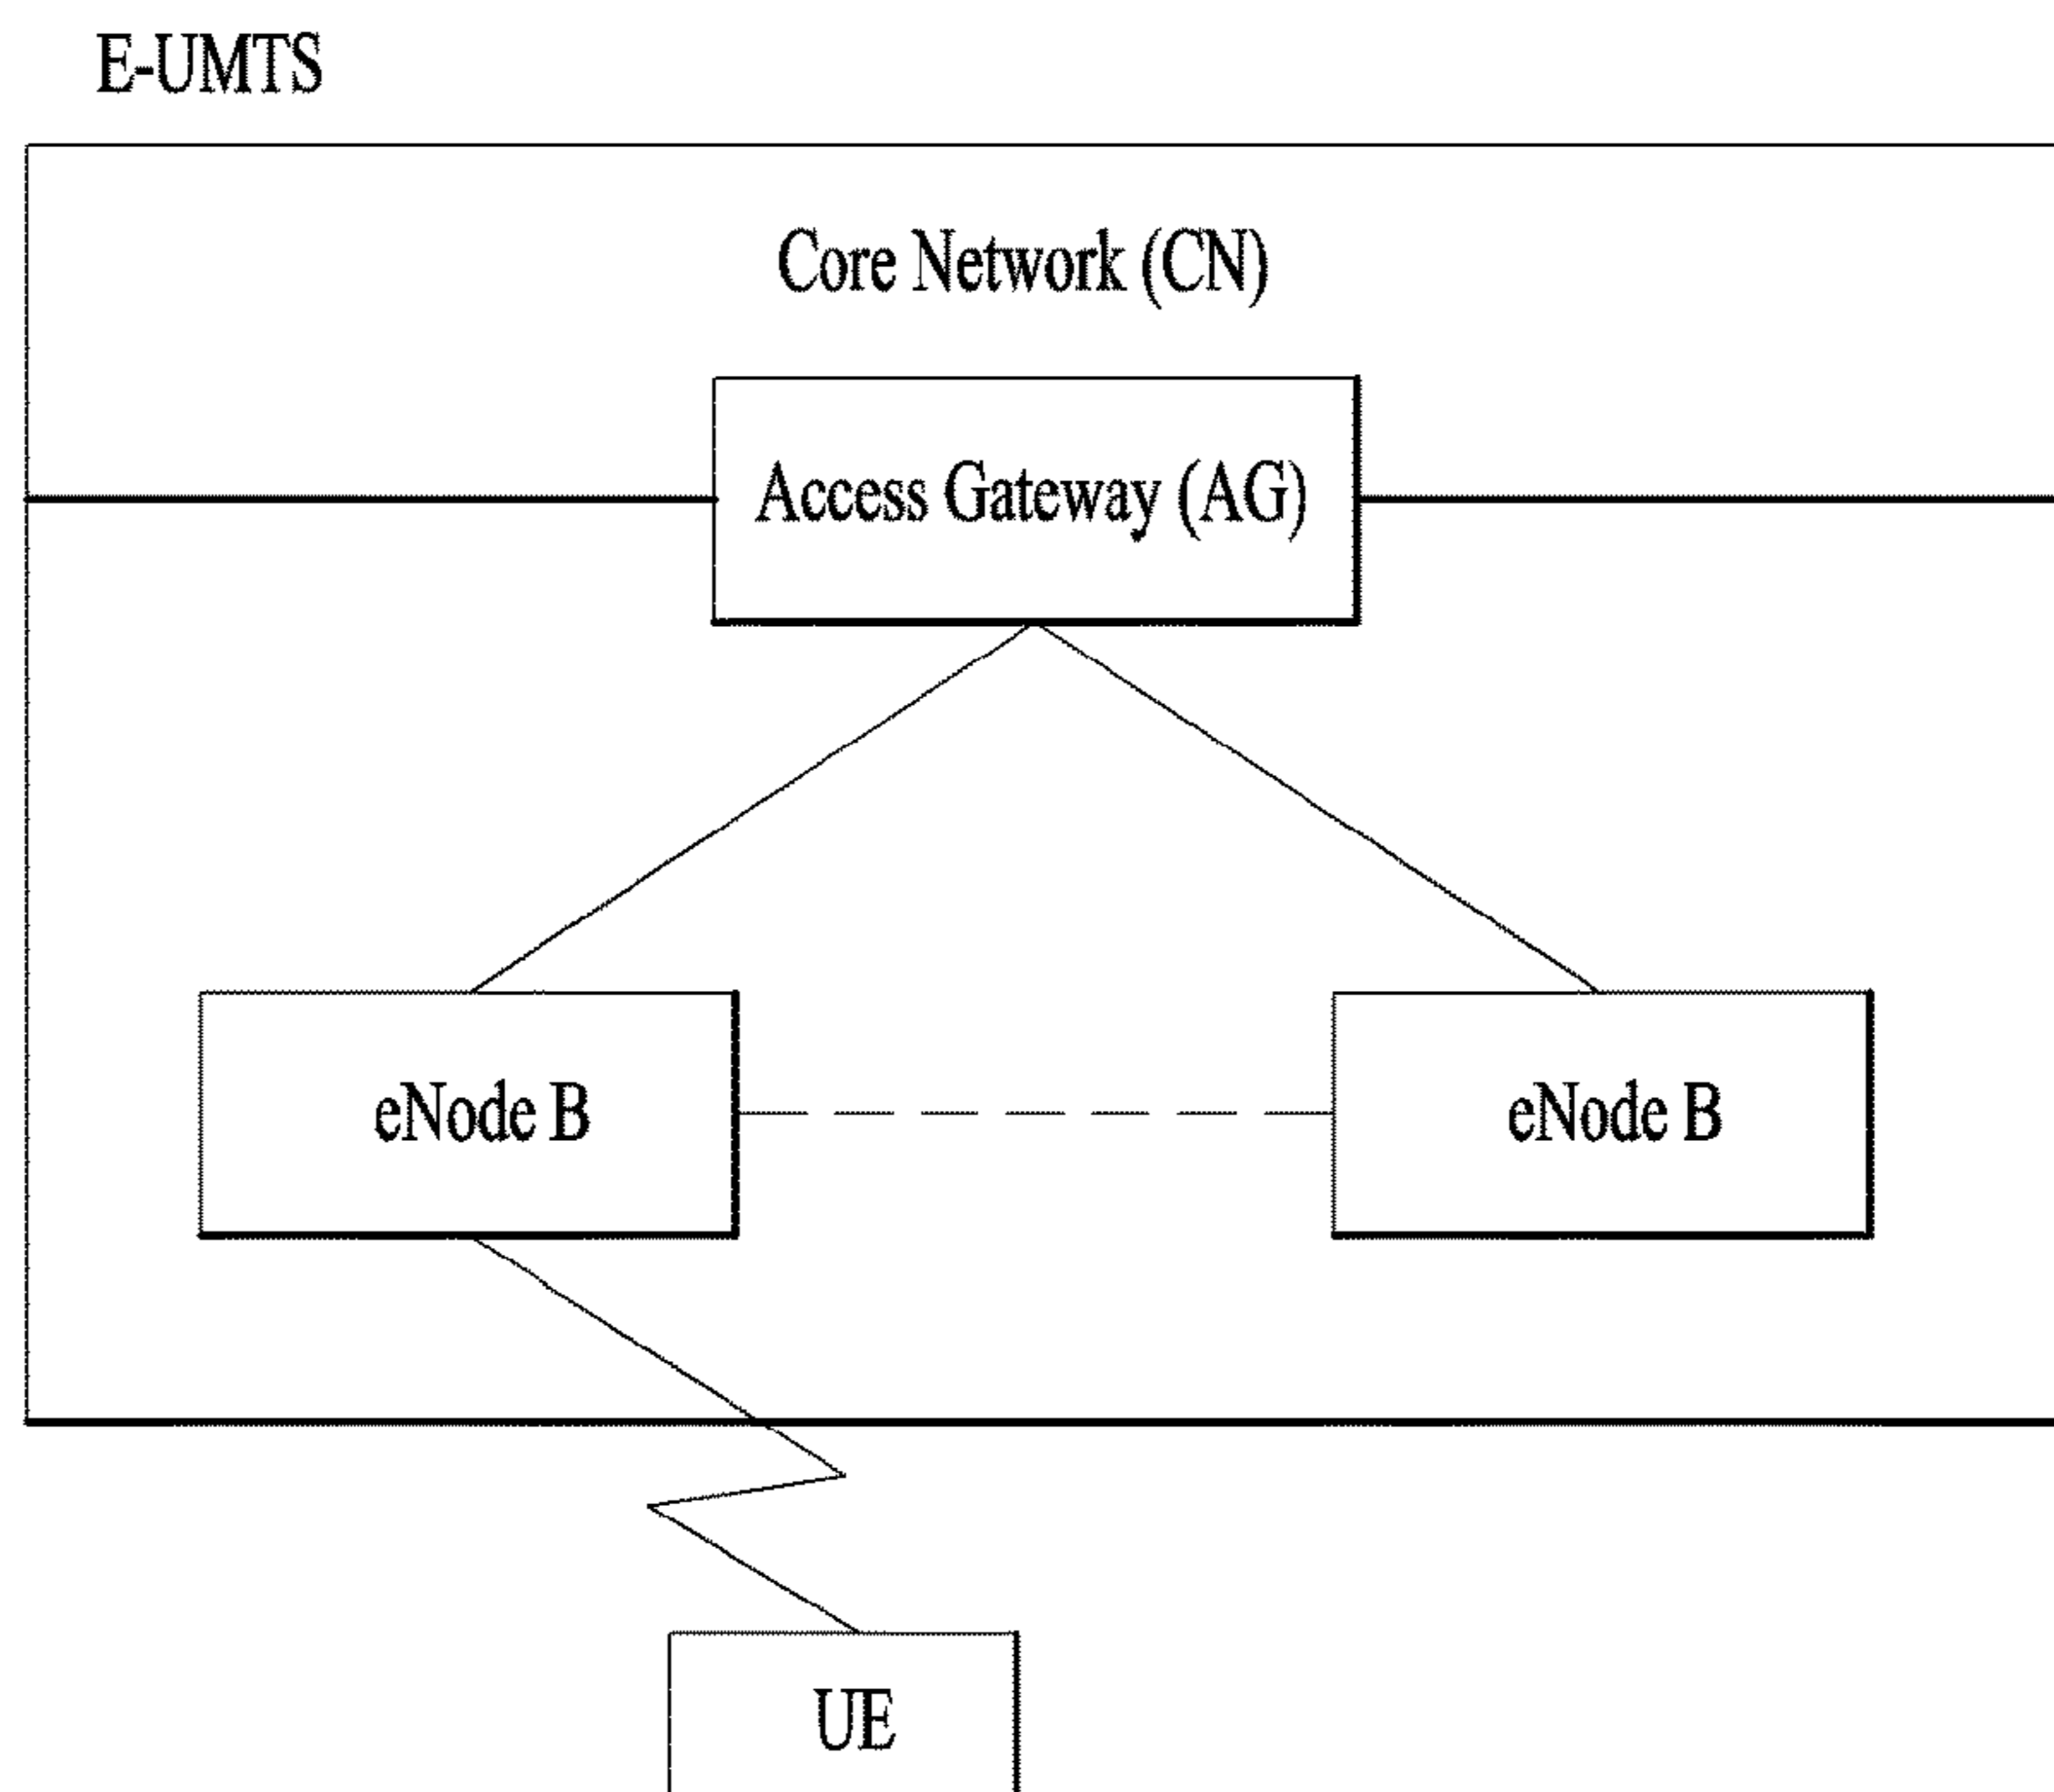 E-UMTS
Core Network (CN)
Access Gateway (AG)
eNode B
eNode B
UE